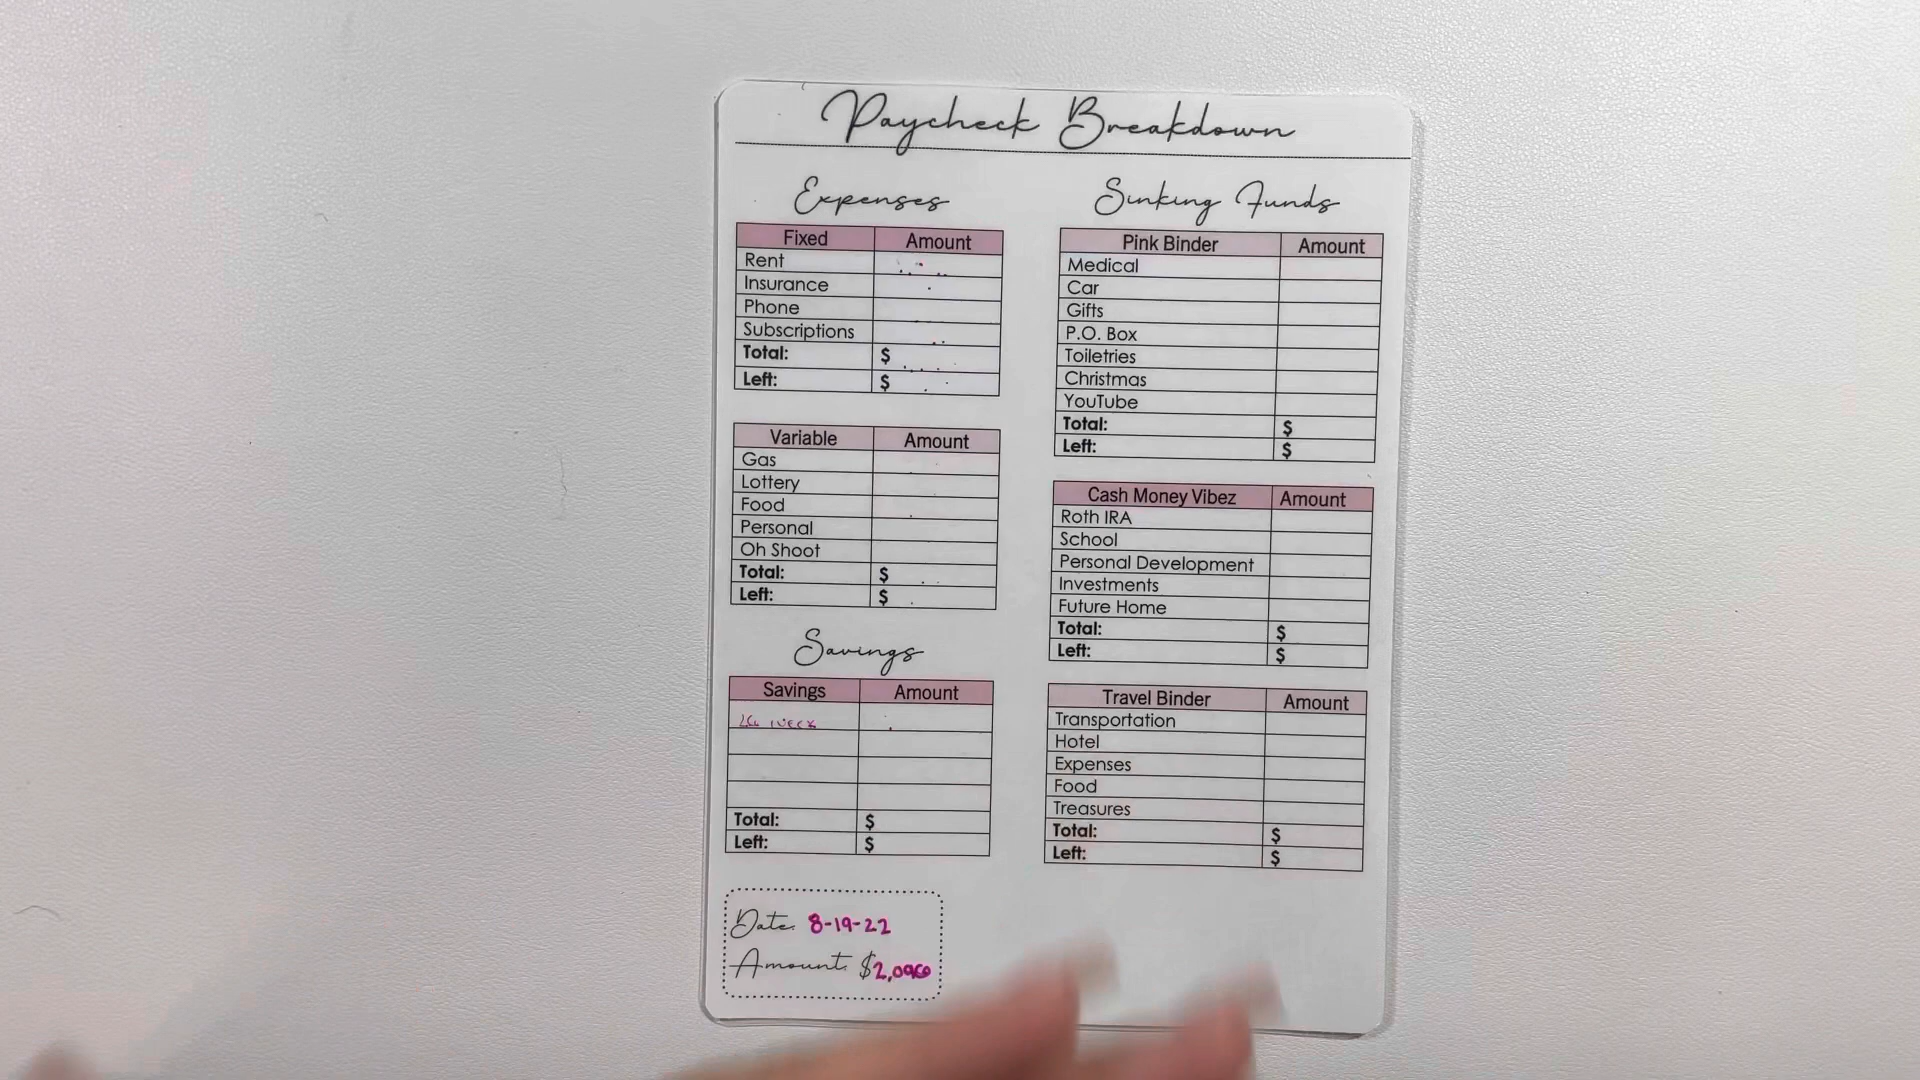 Paycheck Breakdown
Expenses
Fixed Amount
Rent
Insurance
Phone
Subscriptions
Total: $
Left: $
Variable Amount
Gas
Lottery
Food
Personal
Oh Shoot
Total: $
Left: $
Savings
Savings Amount
Total: $
Left: $
Date: 8-19-22
Amount: $
Sinking Funds
Pink Binder Amount
Medical
Car
Gifts
P.O. Box
Toiletries
Christmas
YouTube
Total: $
Left: $
Cash Money Vibez Amount
Roth IRA
School
Personal Development
Investments
Future Home
Total: $
Left: $
Travel Binder Amount
Transportation
Hotel
Expenses
Food
Treasures
Total: $
Left: $